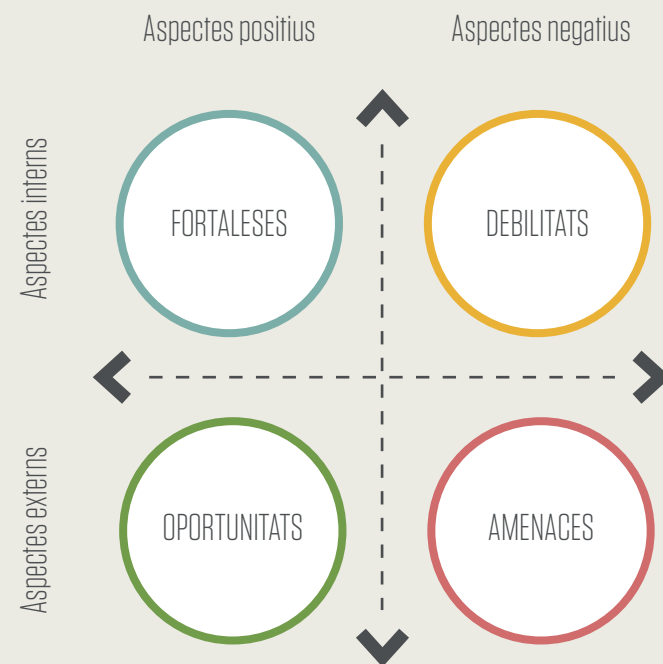 Aspectes positius
Aspectes negatius
Aspectes interns
FORTALESES
DEBILITATS
Aspectes externs
OPORTUNITATS
AMENACES